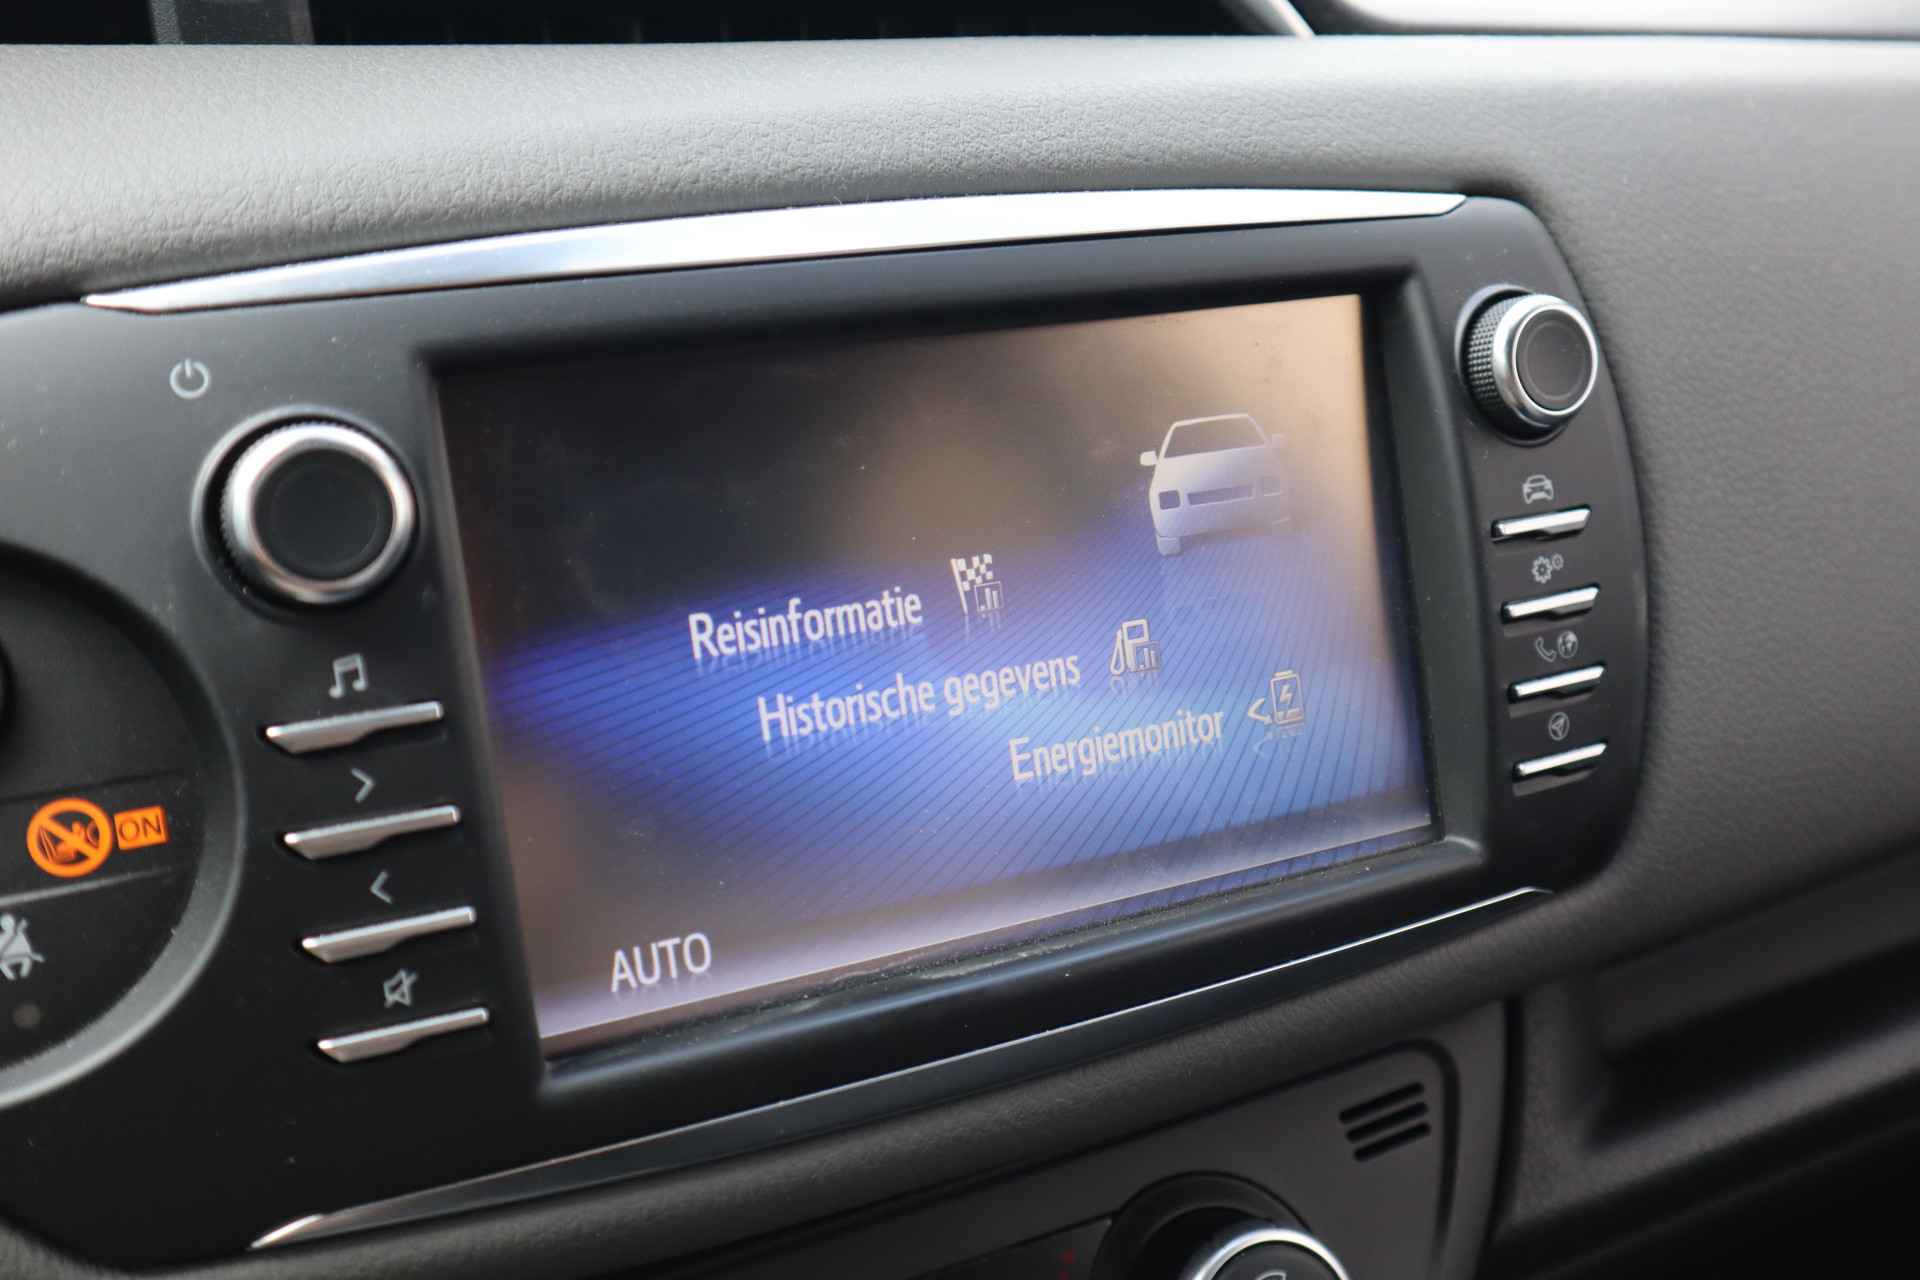 Reisinformatie
Historische gegevens
Energiemonitor
ON
AUTO